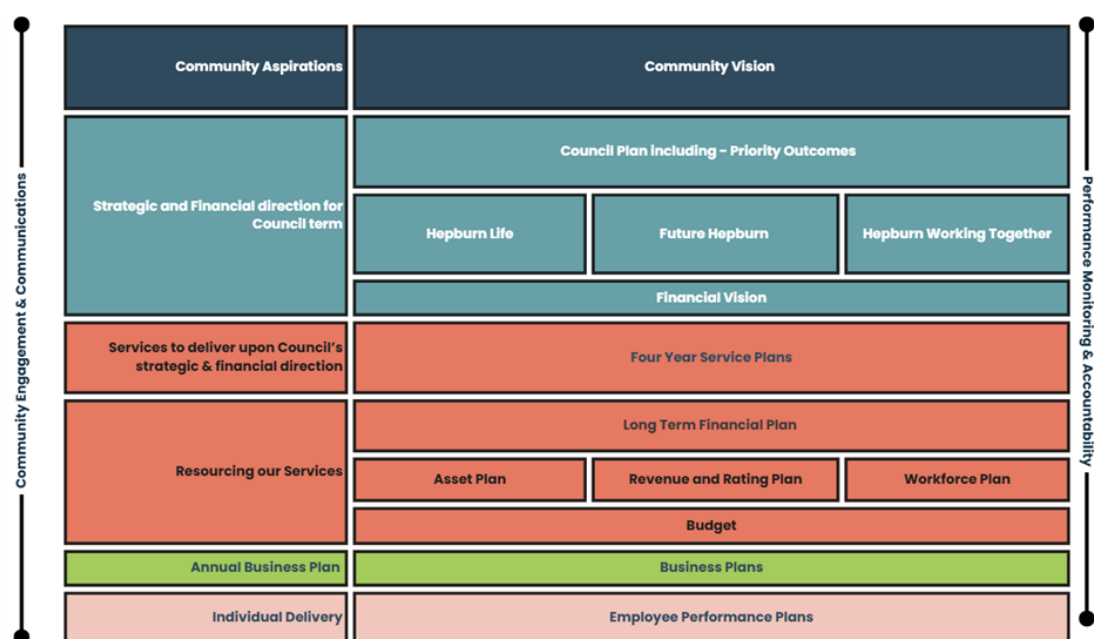 Community Aspirations
Community Vision
Strategic and Financial direction for
Council term
Council Plan including - Priority Outcomes
Hepburn Life
Future Hepburn
Hepburn Working Together
Financial Vision
Services to deliver upon Council's
strategic & financial direction
Four Year Service Plans
Resourcing our Services
Long Term Financial Plan
Asset Plan
Revenue and Rating Plan
Workforce Plan
Budget
Annual Business Plan
Business Plans
Individual Delivery
Employee Performance Plans
Community Engagement & Communications
Performance Monitoring & Accountability